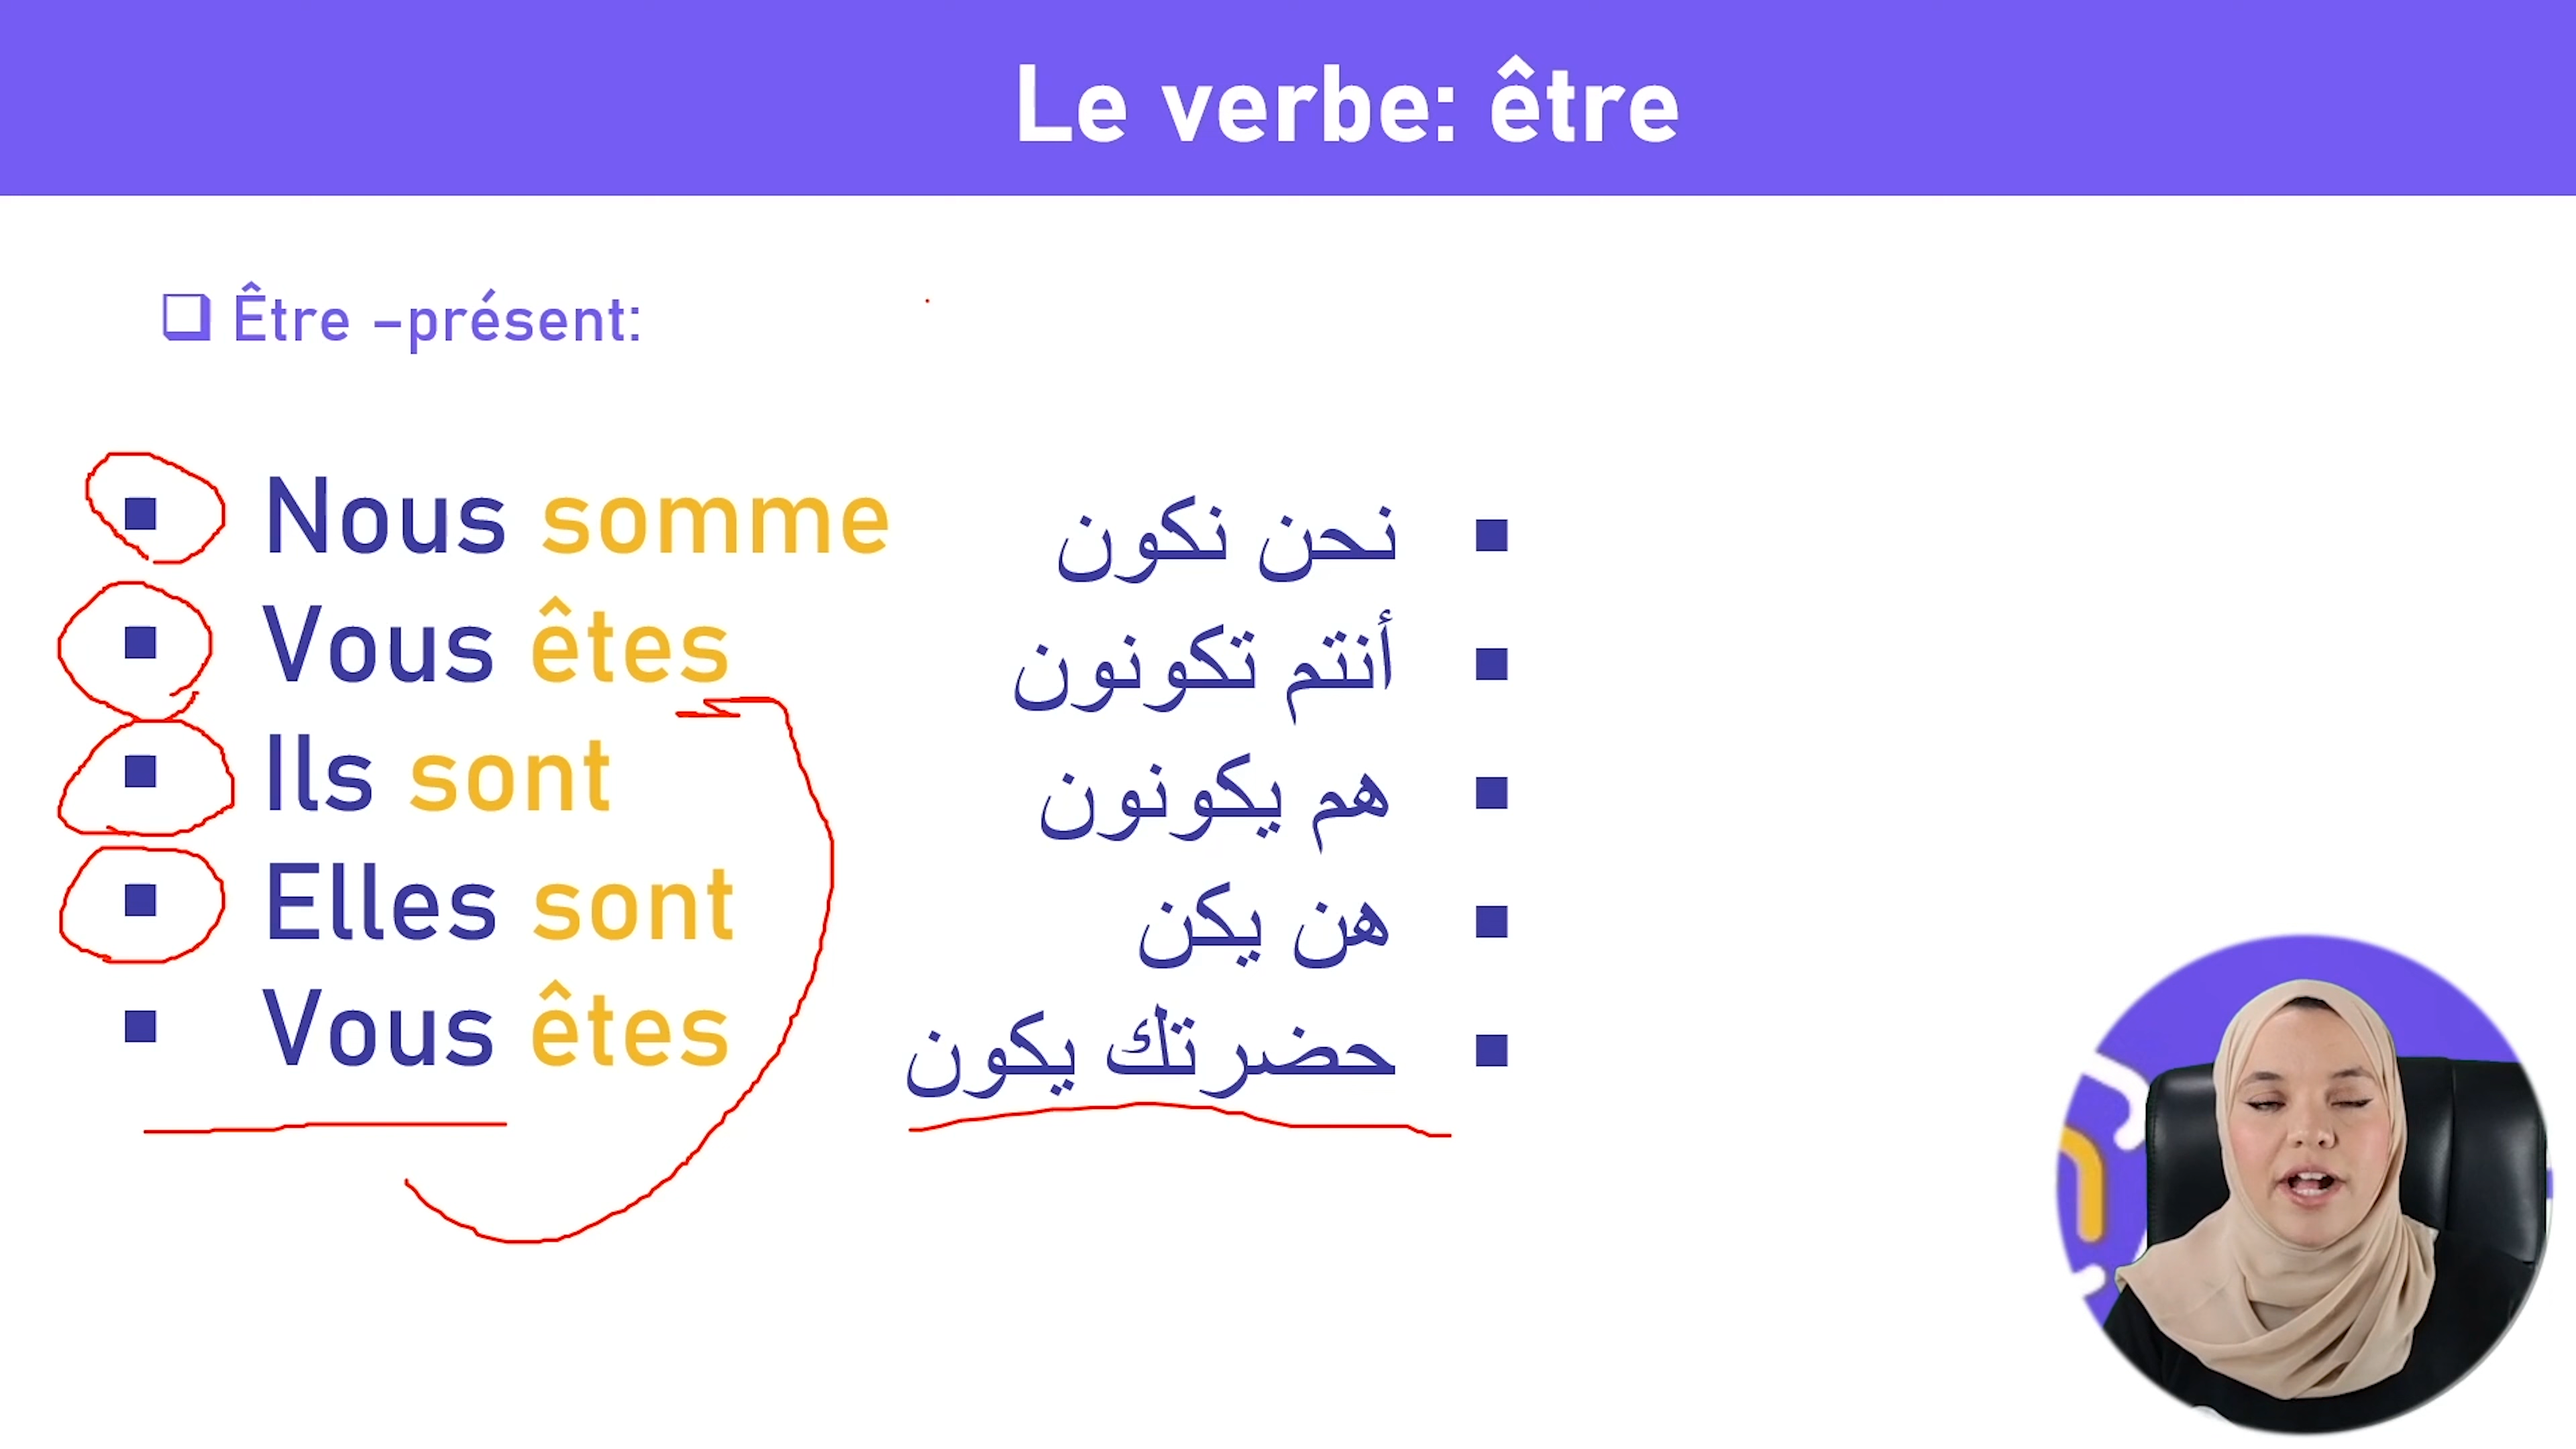 Le verbe: être
Être –présent:
Nous somme
نحن نكون
Vous êtes
أنتم تكونون
Ils sont
هم يكونون
Elles sont
هن يكن
Vous êtes
حضرتك يكون